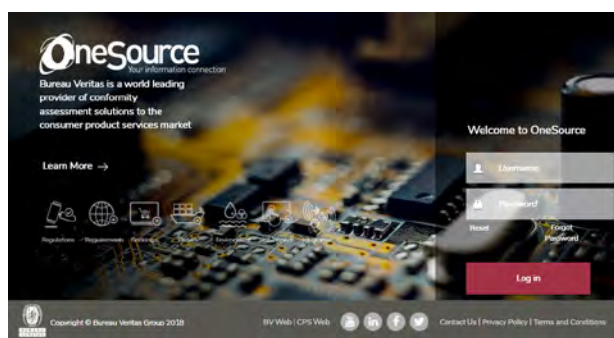 OneSource
Your information connection
Bureau Veritas is a world leading
provider of conformity
assessment solutions to the
consumer product services market
Learn More →
Welcome to OneSource
Username
Password
Reset
Forgot
Password
Log in
Regulations
Requirements
Copyright © Bureau Veritas Group 2018
BV Web | CPS Web
Contact Us | Privacy Policy | Terms and Conditions